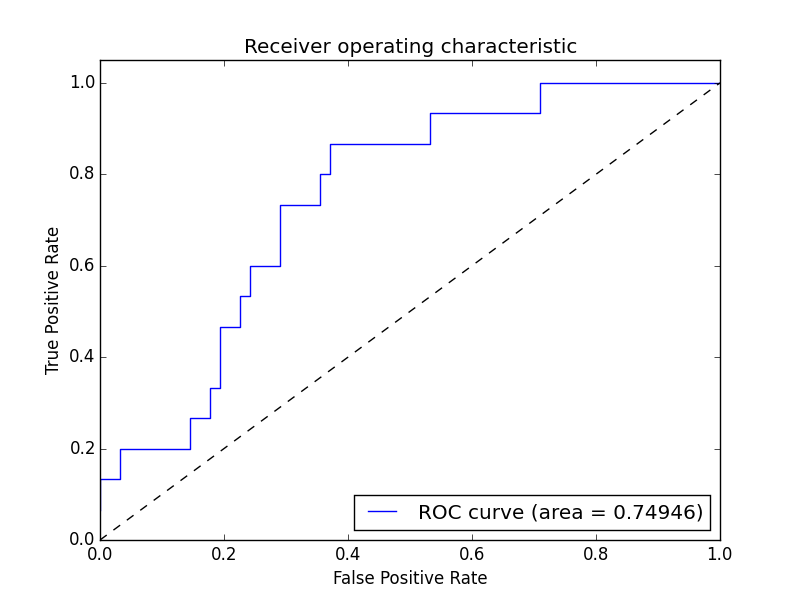 Receiver operating characteristic
1.0
0.8
0.6
0.4
0.2
0.0
True Positive Rate
ROC curve (area = 0.74946)
0.0 0.2 0.4 0.6 0.8 1.0
False Positive Rate